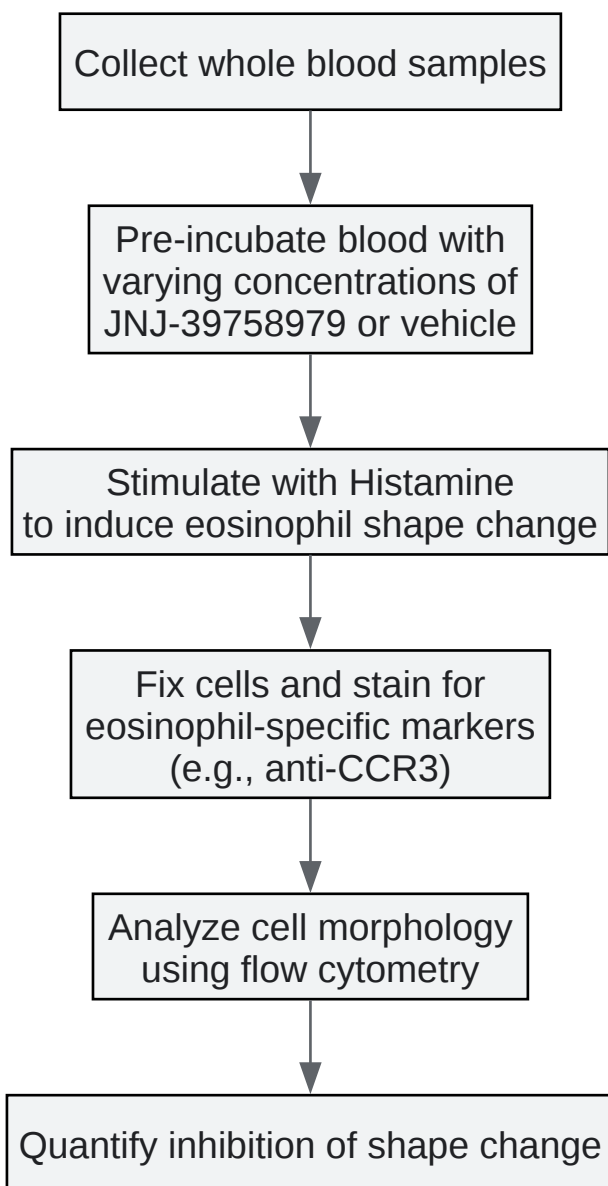 Collect whole blood samples
Pre-incubate blood with
varying concentrations of
JNJ-39758979 or vehicle
Stimulate with Histamine
to induce eosinophil shape change
Fix cells and stain for
eosinophil-specific markers
(e.g., anti-CCR3)
Analyze cell morphology
using flow cytometry
Quantify inhibition of shape change